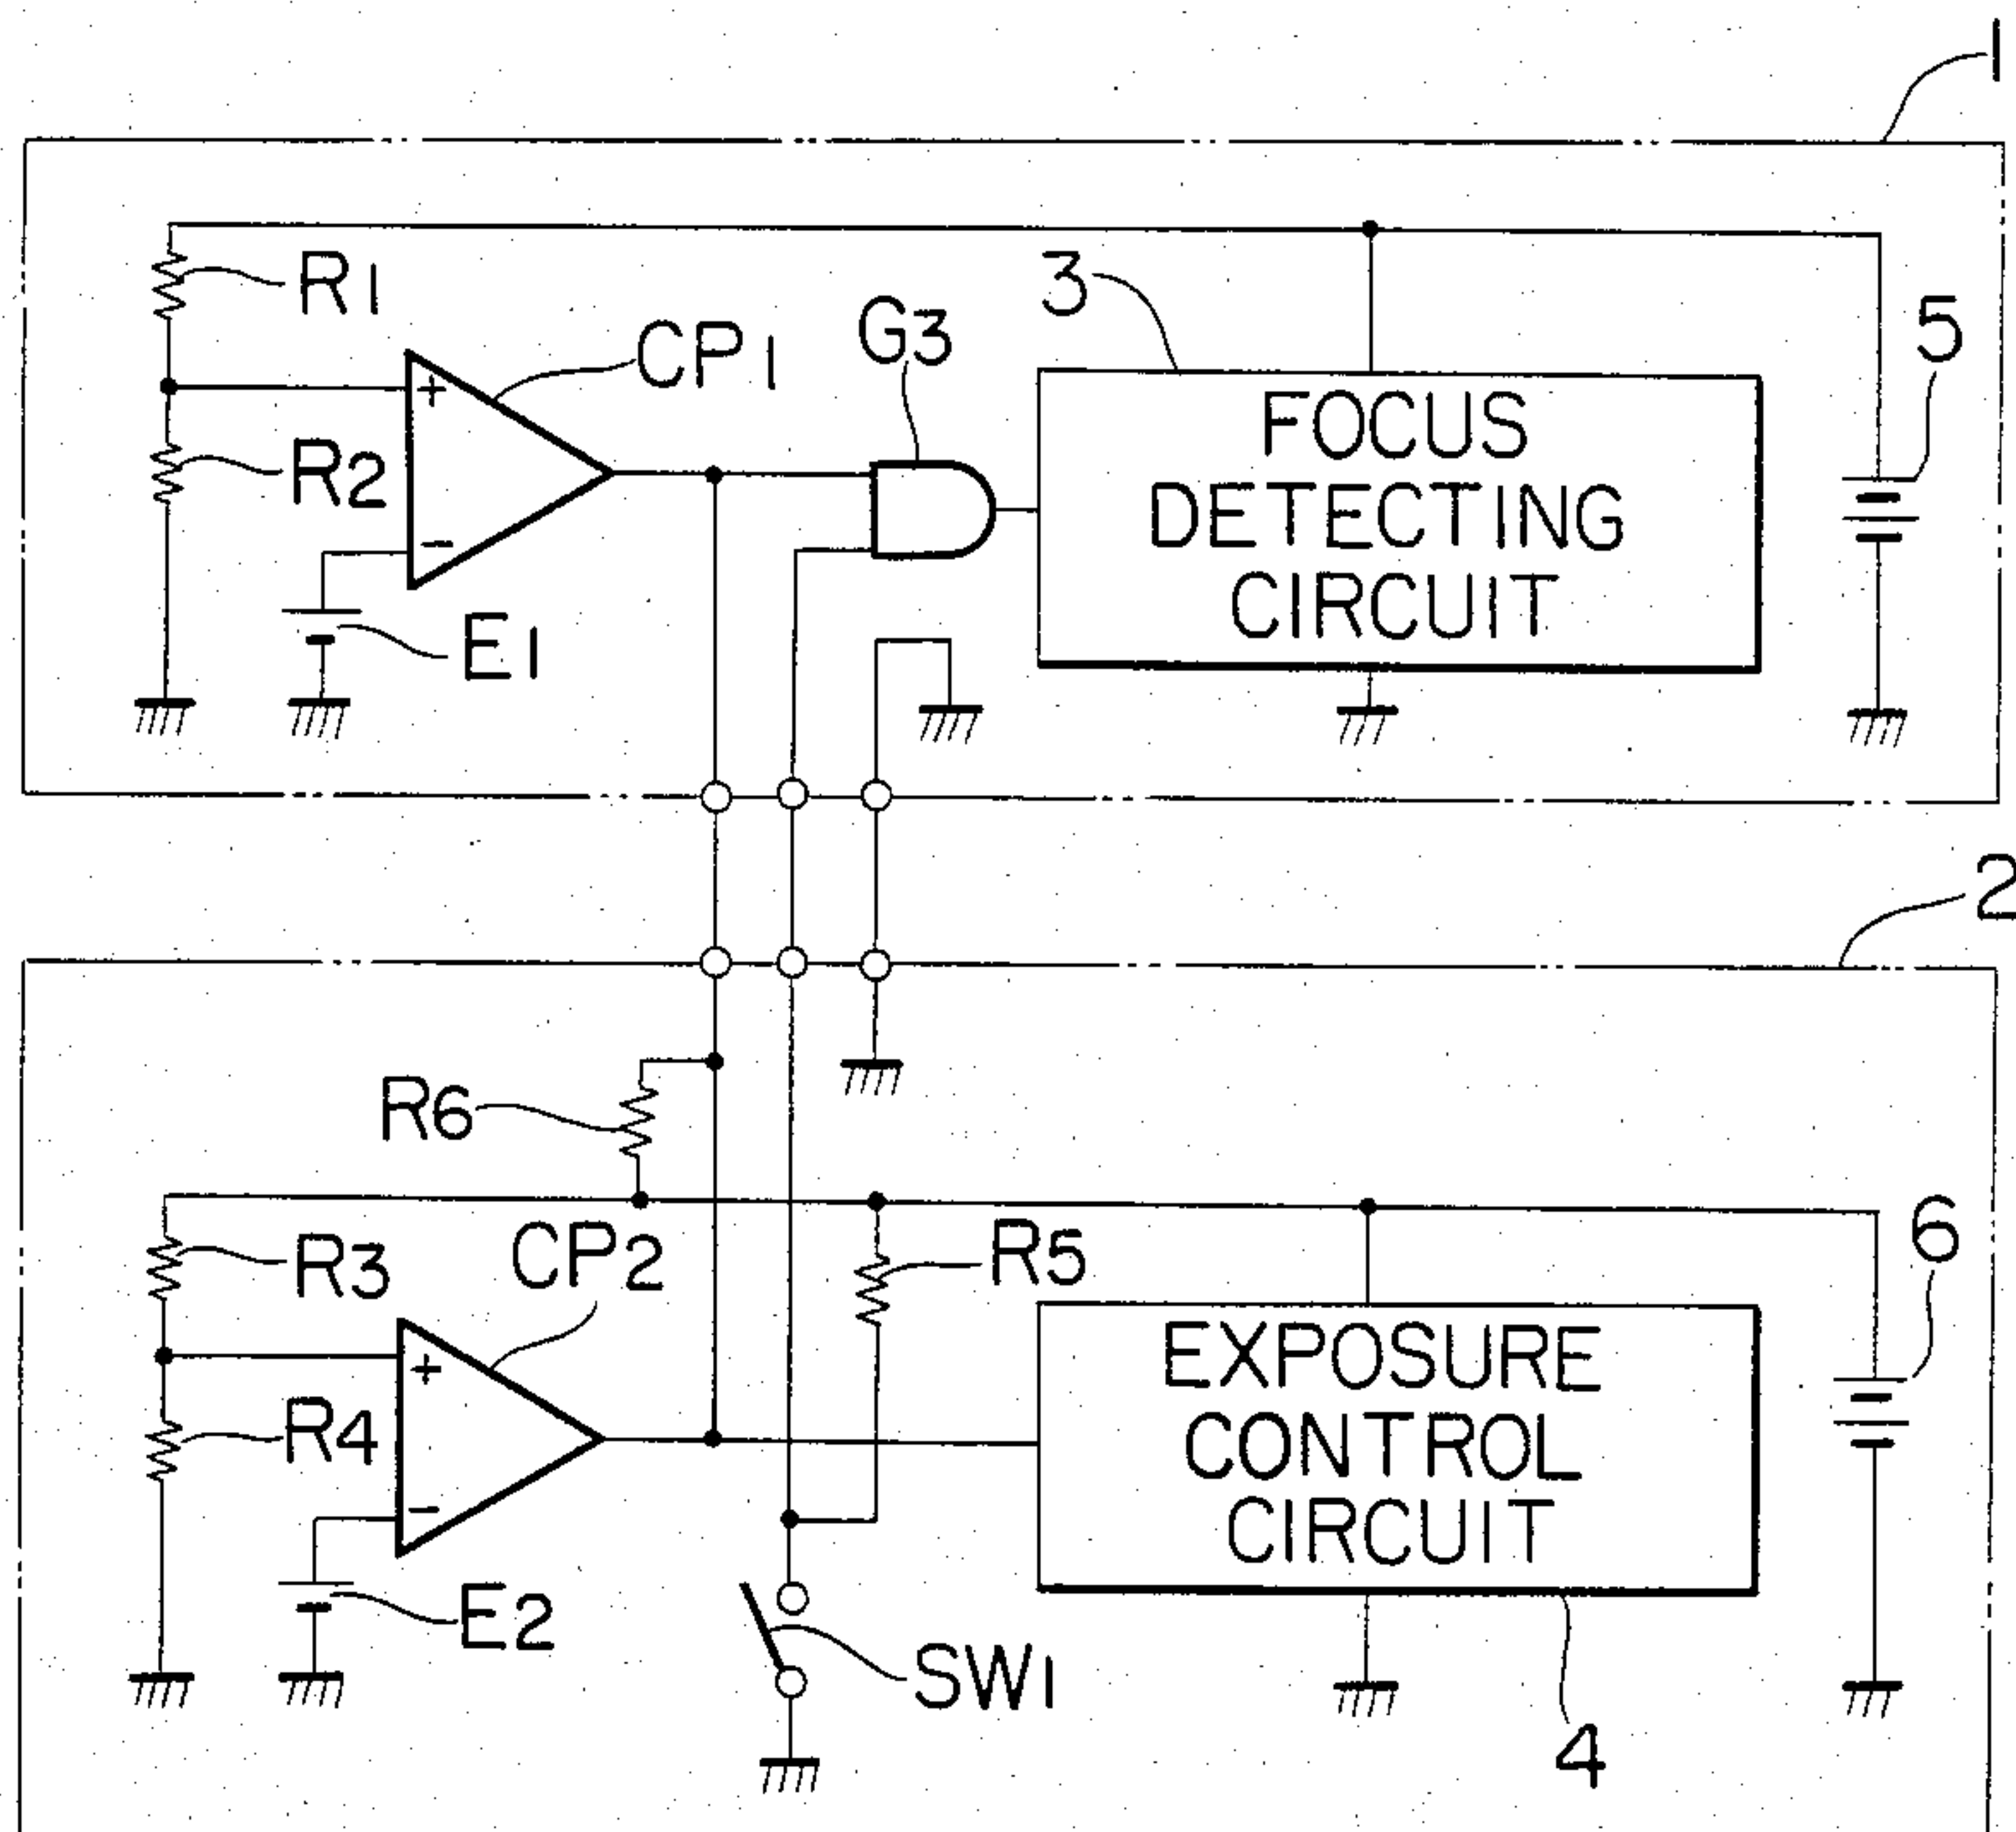 1
R1
CP1
G3
3
5
+
FOCUS
DETECTING
CIRCUIT
R2
−
E1
2
R6
R3
CP2
R5
6
+
EXPOSURE
CONTROL
CIRCUIT
R4
−
E2
SW1
4